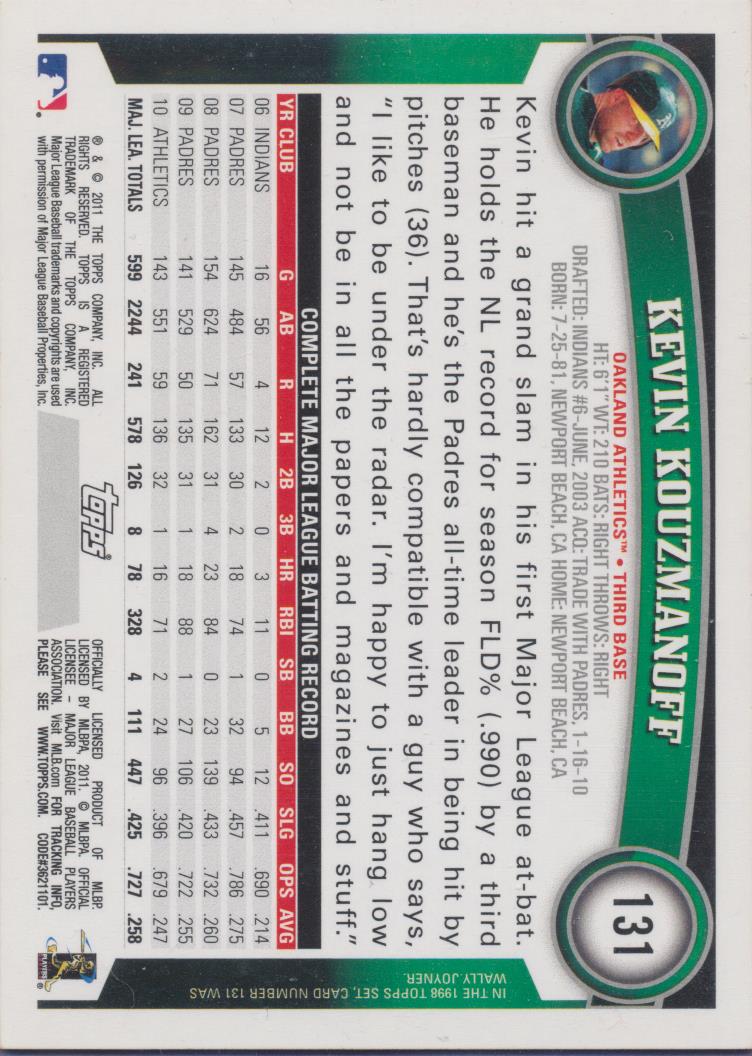 KEVIN KOUZMANOFF
131
OAKLAND ATHLETICS™ • THIRD BASE
HT: 6'1" WT: 210 BATS: RIGHT THROWS: RIGHT
DRAFTED: INDIANS #6-JUNE, 2003 ACQ: TRADE WITH PADRES, 1-16-10
BORN: 7-25-81, NEWPORT BEACH, CA HOME: NEWPORT BEACH, CA
Kevin hit a grand slam in his first Major League at-bat.
He holds the NL record for season FLD% (.990) by a third
baseman and he's the Padres all-time leader in being hit by
pitches (36). That's hardly compatible with a guy who says,
"I like to be under the radar. I'm happy to just hang low
and not be in all the papers and magazines and stuff."
COMPLETE MAJOR LEAGUE BATTING RECORD
YR CLUB G AB R H 2B 3B HR RBI SB BB SO SLG OPS AVG
06 INDIANS 16 56 4 12 2 0 3 11 0 5 12 .411 .690 .214
07 PADRES 145 484 57 133 30 2 18 74 1 32 94 .457 .786 .275
08 PADRES 154 624 71 162 31 4 23 84 0 23 139 .433 .732 .260
09 PADRES 141 529 50 135 31 1 18 88 1 27 106 .420 .722 .255
10 ATHLETICS 143 551 59 136 32 1 16 71 2 24 96 .396 .679 .247
MAJ. LEA. TOTALS 599 2244 241 578 126 8 78 328 4 111 447 .425 .727 .258
® & © 2011 THE TOPPS COMPANY, INC. ALL
RIGHTS RESERVED. TOPPS IS A REGISTERED
TRADEMARK OF THE TOPPS COMPANY, INC.
Major League Baseball trademarks and copyrights are used
with permission of Major League Baseball Properties, Inc.
topps®
OFFICIALLY LICENSED PRODUCT OF MLBP.
LICENSED BY MLBPA 2011. © MLBPA. OFFICIAL
LICENSEE – MAJOR LEAGUE BASEBALL PLAYERS
ASSOCIATION. Visit MLB.com FOR TRACKING INFO,
PLEASE SEE WWW.TOPPS.COM. CODE#3621101.
PLAYERS
IN THE 1998 TOPPS SET, CARD NUMBER 131 WAS
WALLY JOYNER.